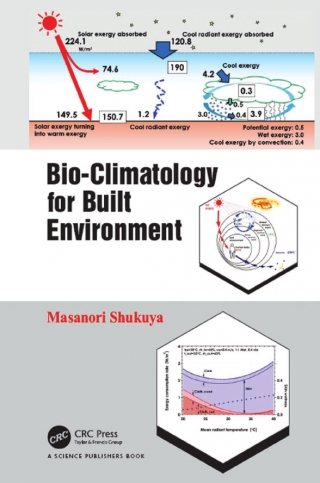 Solar exergy absorbed
224.1
W/m²
Cool radiant exergy absorbed
120.8
74.6
190
4.2
Cool exergy
0.3
0.5
149.5
150.7
1.2
3.0
0.4
3.9
Solar exergy turning
into warm exergy
Cool radiant exergy
Potential exergy: 0.5
Wet exergy: 3.0
Cool exergy by convection: 0.4
Bio-Climatology
for Built
Environment
Masanori Shukuya
Mean radiant temperature [°C]
CRC
CRC Press
Taylor & Francis Group
A SCIENCE PUBLISHERS BOOK